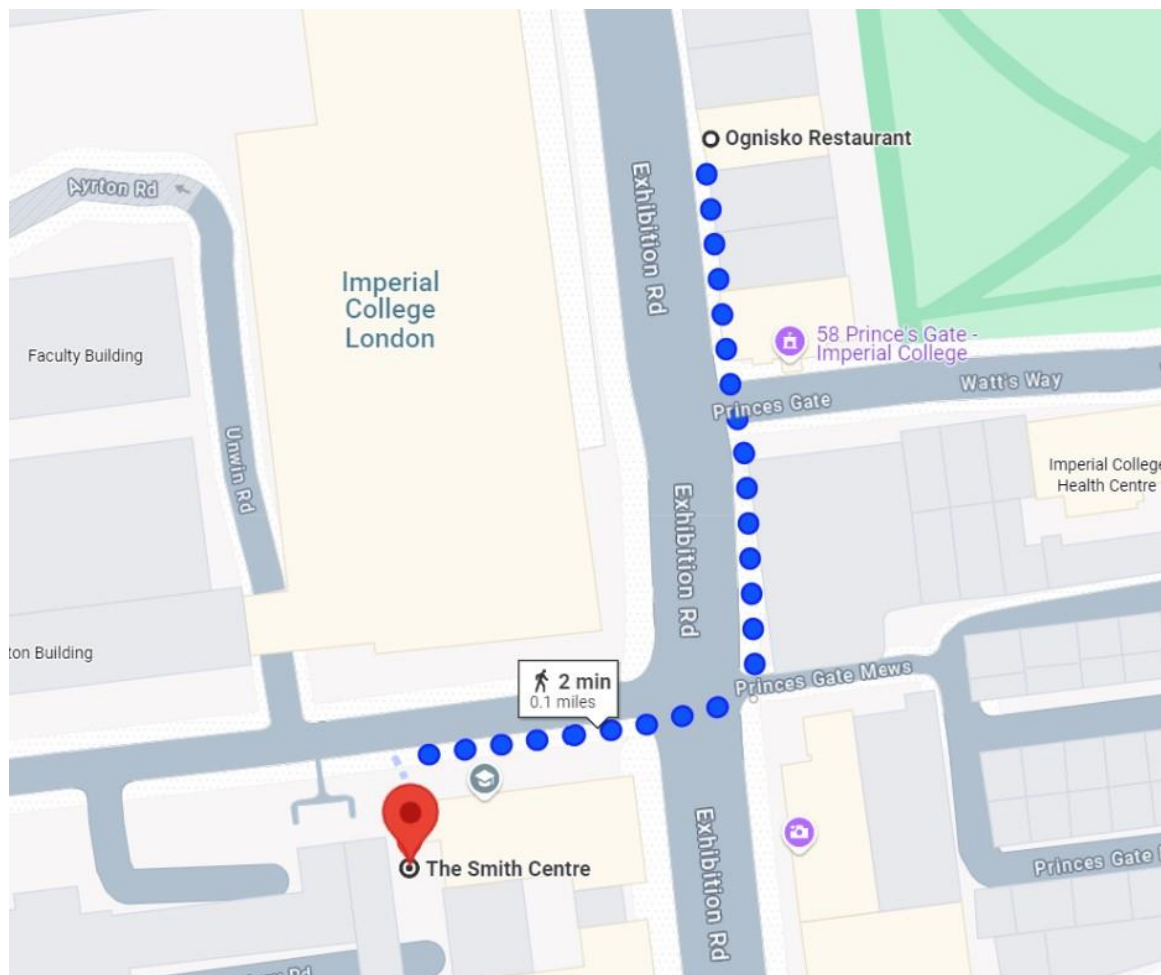 Ognisko Restaurant
Ayrton Rd
Exhibition Rd
Imperial
College
London
58 Prince's Gate -
Imperial College
Faculty Building
Watt's Way
Princes Gate
Unwin Rd
Imperial College
Health Centre
Exhibition Rd
ton Building
2 min
0.1 miles
Princes Gate Mews
The Smith Centre
Exhibition Rd
Princes Gate
Rd